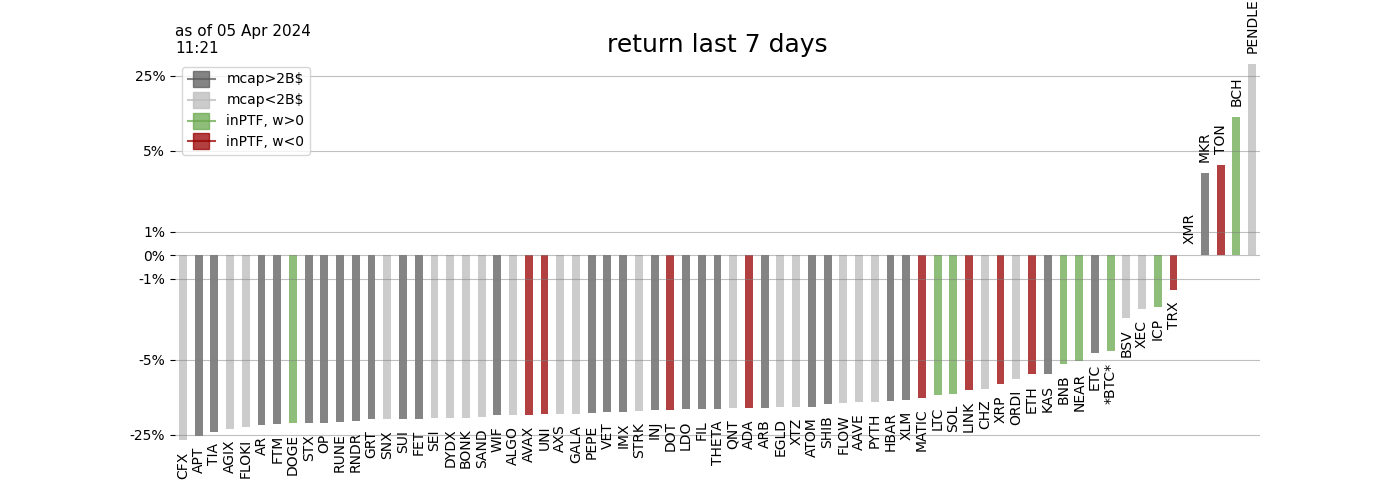 as of 05 Apr 2024
11:21
return last 7 days
mcap>2B$
mcap<2B$
inPTF, w>0
inPTF, w<0
25%
5%
1%
0%
-1%
-5%
-25%
CFX
APT
TIA
AGIX
FLOKI
AR
FTM
DOGE
STX
OP
RUNE
RNDR
GRT
SNX
SUI
FET
SEI
DYDX
BONK
SAND
WIF
ALGO
AVAX
UNI
AXS
GALA
PEPE
VET
IMX
STRK
INJ
DOT
LDO
FIL
THETA
QNT
ADA
ARB
EGLD
XTZ
ATOM
SHIB
FLOW
AAVE
PYTH
HBAR
XLM
MATIC
LTC
SOL
LINK
CHZ
XRP
ORDI
ETH
KAS
BNB
NEAR
ETC
*BTC*
BSV
XEC
ICP
TRX
XMR
MKR
TON
BCH
PENDLE